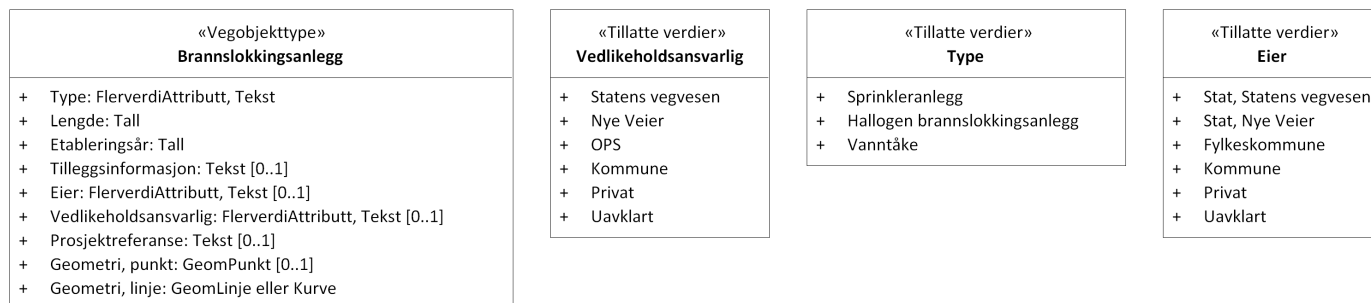 «Vegobjekttype»
Brannslokkingsanlegg
+ Type: FlerverdiAttributt, Tekst
+ Lengde: Tall
+ Etableringsår: Tall
+ Tilleggsinformasjon: Tekst [0..1]
+ Eier: FlerverdiAttributt, Tekst [0..1]
+ Vedlikeholdsansvarlig: FlerverdiAttributt, Tekst [0..1]
+ Prosjektreferanse: Tekst [0..1]
+ Geometri, punkt: GeomPunkt [0..1]
+ Geometri, linje: GeomLinje eller Kurve
«Tillatte verdier»
Vedlikeholdsansvarlig
+ Statens vegvesen
+ Nye Veier
+ OPS
+ Kommune
+ Privat
+ Uavklart
«Tillatte verdier»
Type
+ Sprinkleranlegg
+ Hallogen brannslokkingsanlegg
+ Vanntåke
«Tillatte verdier»
Eier
+ Stat, Statens vegvesen
+ Stat, Nye Veier
+ Fylkeskommune
+ Kommune
+ Privat
+ Uavklart